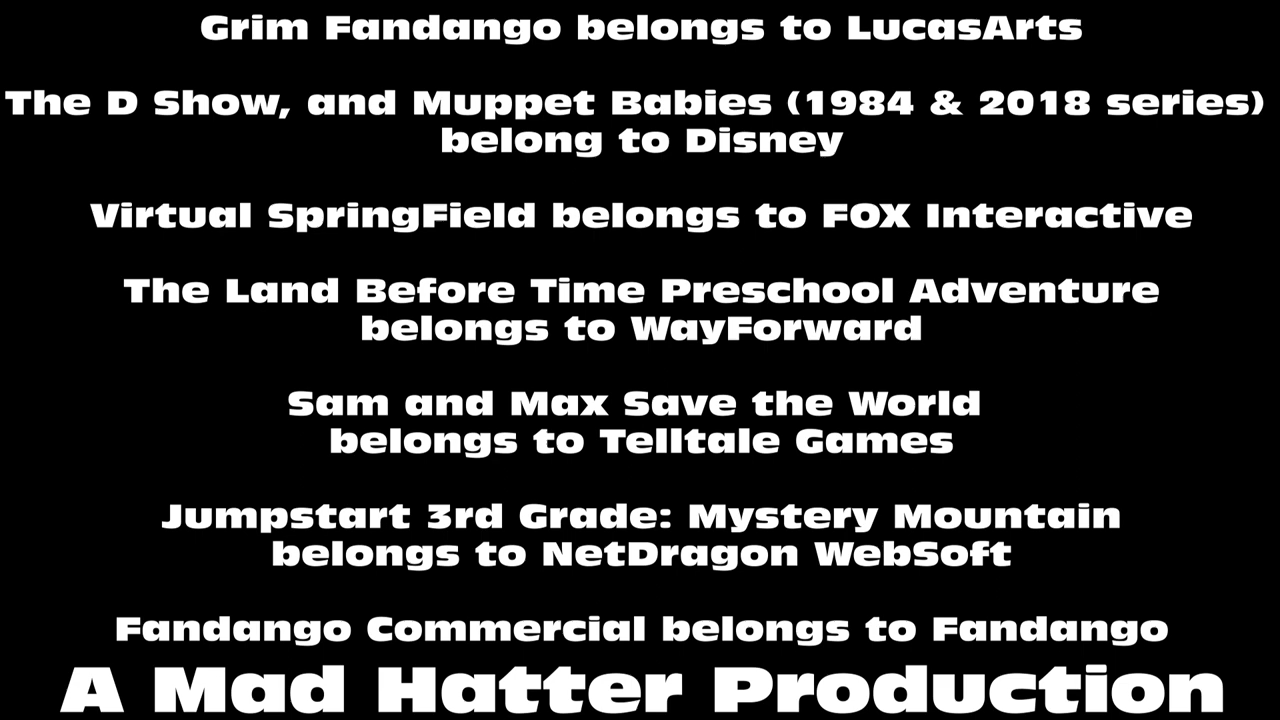 Grim Fandango belongs to LucasArts
The D Show, and Muppet Babies (1984 & 2018 series)
belong to Disney
Virtual SpringField belongs to FOX Interactive
The Land Before Time Preschool Adventure
belongs to WayForward
Sam and Max Save the World
belongs to Telltale Games
Jumpstart 3rd Grade: Mystery Mountain
belongs to NetDragon WebSoft
Fandango Commercial belongs to Fandango
A Mad Hatter Production